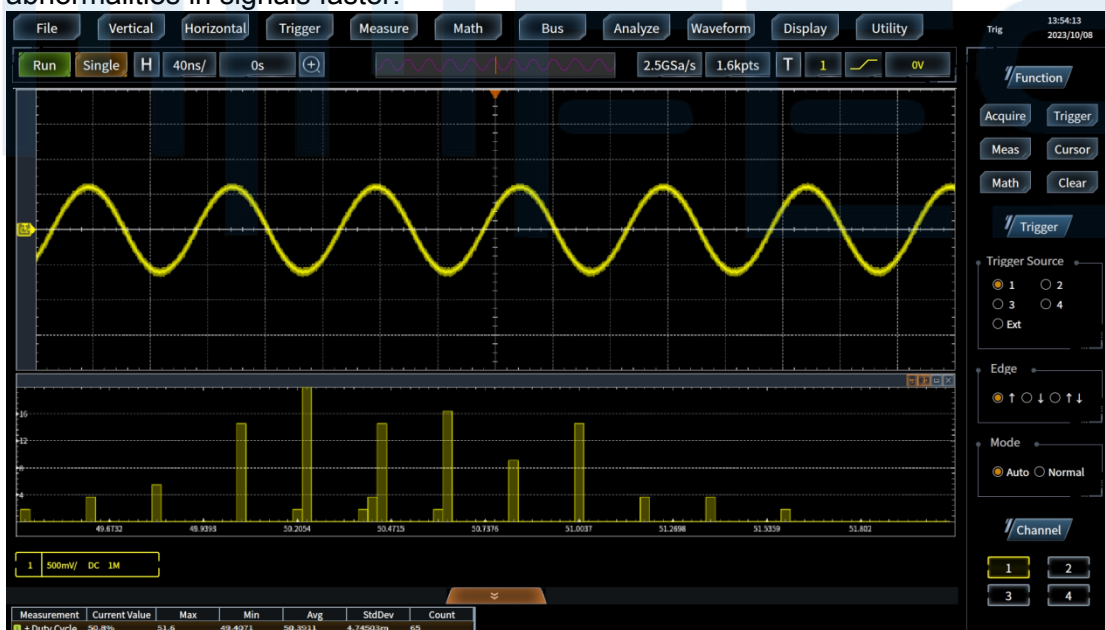 abnormalities in signals faster.
File Vertical Horizontal Trigger Measure Math Bus Analyze Waveform Display Utility
Trig 13:54:13
2023/10/08
Run Single H 40ns/ 0s 2.5GSa/s 1.6kpts T 1 0V
Function
Acquire Trigger
Meas Cursor
Math Clear
Trigger
Trigger Source
1 2
3 4
Ext
Edge
↑ ↓ ↑↓
Mode
Auto Normal
16
12
8
4
49.6732 49.9393 50.2054 50.4715 50.7376 51.0037 51.2698 51.5359 51.802
Channel
1 2
3 4
1 500mV/ DC 1M
Measurement Current Value Max Min Avg StdDev Count
1 + Duty Cycle 50.8% 51.6 49.4071 50.3911 4.74503m 65